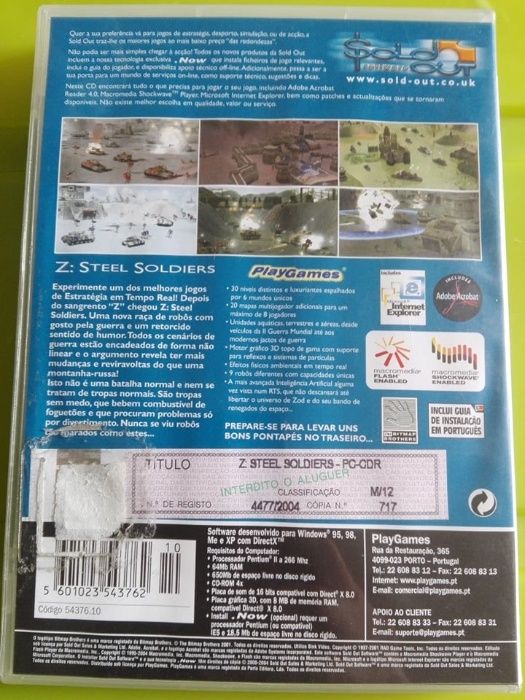 Quer a sua preferência vá para jogos de estratégia, desporto, simulação, ou de acção, a
Sold Out traz-lhe os maiores jogos ao mais baixo preço "das redondezas".
Não podia ser mais simples chegar à acção! Todos os novos produtos da Sold Out
incluem a nossa tecnologia exclusiva .Now que instala ficheiros de jogo relevantes,
inclui o guia do jogador, e disponibiliza apoio técnico off-line. Adicionalmente, passa a ser a
sua porta para um mundo de serviços on-line, como suporte técnico, sugestões e dicas.
Neste CD encontrará tudo o que precisa para jogar o seu jogo, incluindo Adobe Acrobat
Reader 4.0, Macromedia Shockwave™ Player, Microsoft Internet Explorer, bem como patches e actualizações que se tornaram
disponíveis. Não existe melhor escolha em qualidade, valor ou serviço.
Sold Out
SOFTWARE
www.sold-out.co.uk
Z: STEEL SOLDIERS
Experimente um dos melhores jogos
de Estratégia em Tempo Real! Depois
do sangrento "Z" chegou Z: Steel
Soldiers. Uma nova raça de robôs com
gosto pela guerra e um retorcido
sentido de humor. Todos os cenários de
guerra estão encadeados de forma não
linear e o argumento revela ter mais
mudanças e reviravoltas do que uma
montanha-russa!
Isto não é uma batalha normal e nem se
tratam de tropas normais. São tropas
sem medo, que bebem combustível de
foguetões e que procuram problemas só
por divertimento. Nunca se viu robôs
marados como estes...
PlayGames
• 30 níveis distintos e luxuriantes espalhados
por 6 mundos únicos
• 20 mapas multijogador adicionais para um
máximo de 8 jogadores
• Unidades aquáticas, terrestres e aéreas, desde
veículos da II Guerra Mundial até aos
modernos jactos de guerra
• Motor gráfico 3D topo de gama com suporte
para reflexos e sistemas de partículas
• Efeitos físicos ambientais em tempo real
• 9 robôs diferentes com capacidades únicas
• A mais avançada Inteligência Artificial alguma
vez vista num RTS, que não descansará até
libertar o universo de Zod e do seu bando de
renegados do espaço...
PREPARE-SE PARA LEVAR UNS
BONS PONTAPÉS NO TRASEIRO...
Includes
Internet
Explorer
INCLUDES
Adobe Acrobat
macromedia
FLASH
ENABLED
macromedia
SHOCKWAVE
ENABLED
THE BITMAP
BROTHERS
INCLUI GUIA
DE INSTALAÇÃO
EM PORTUGUÊS
TÍTULO
Z: STEEL SOLDIERS - PC-CDR
INTERDITO O ALUGUER
CLASSIFICAÇÃO
M/12
N.º DE REGISTO
4477/2004
CÓPIA N.º
717
10
5 601023 543762
Código 54376.10
Software desenvolvido para Windows® 95, 98,
Me e XP com DirectX™
Requisitos do Computador:
• Processador Pentium® II a 266 Mhz
• 64Mb RAM
• 650Mb de espaço livre no disco rígido
• CD-ROM 4x
• Placa de som de 16 bits compatível com Direct® X 8.0
• Placa gráfica 3D, com 8 MB de memória RAM,
compatível Direct® X 8.0
• Install .Now (opcional) requer um
processador Pentium (ou compatível)
IE5 e 18.5 Mb de espaço livre no disco rígido.
PlayGames
Rua da Restauração, 365
4099-023 PORTO - Portugal
Tel.: 22 608 83 12 - Fax: 22 608 83 13
Internet: www.playgames.pt
E-mail: comercial@playgames.pt
APOIO AO CLIENTE
Tel.: 22 608 83 33 - Fax: 22 608 83 31
E-mail: suporte@playgames.pt